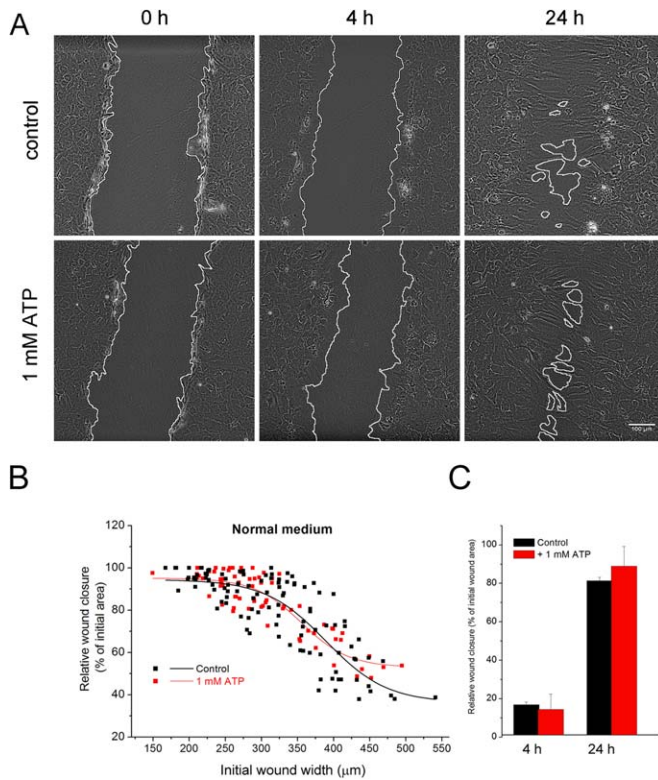 A
0 h
4 h
24 h
control
1 mM ATP
100 µm
B
Normal medium
Relative wound closure
(% of initial area)
120
100
80
60
40
20
Control
1 mM ATP
150
200
250
300
350
400
450
500
550
Initial wound width (µm)
C
Relative wound closure (% of initial wound area)
100
80
60
40
20
0
Control
+ 1 mM ATP
4 h
24 h